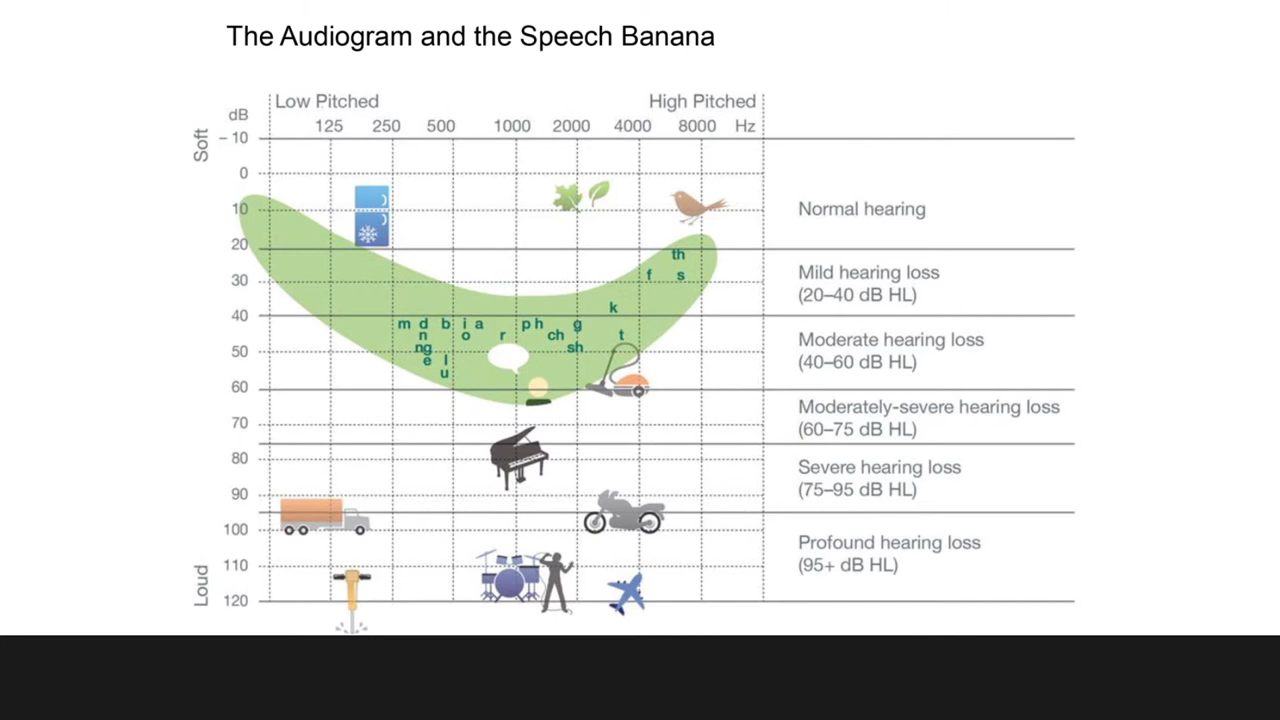 The Audiogram and the Speech Banana
Low Pitched High Pitched
dB 125 250 500 1000 2000 4000 8000 Hz
Soft
– 10
0
10 Normal hearing
20
th
30 f s Mild hearing loss
(20–40 dB HL)
k
40
m d b i a p h g
n o r ch t Moderate hearing loss
ng sh
50
e l (40–60 dB HL)
u
60
Moderately-severe hearing loss
70 (60–75 dB HL)
80 Severe hearing loss
90 (75–95 dB HL)
100
Profound hearing loss
110 (95+ dB HL)
Loud
120